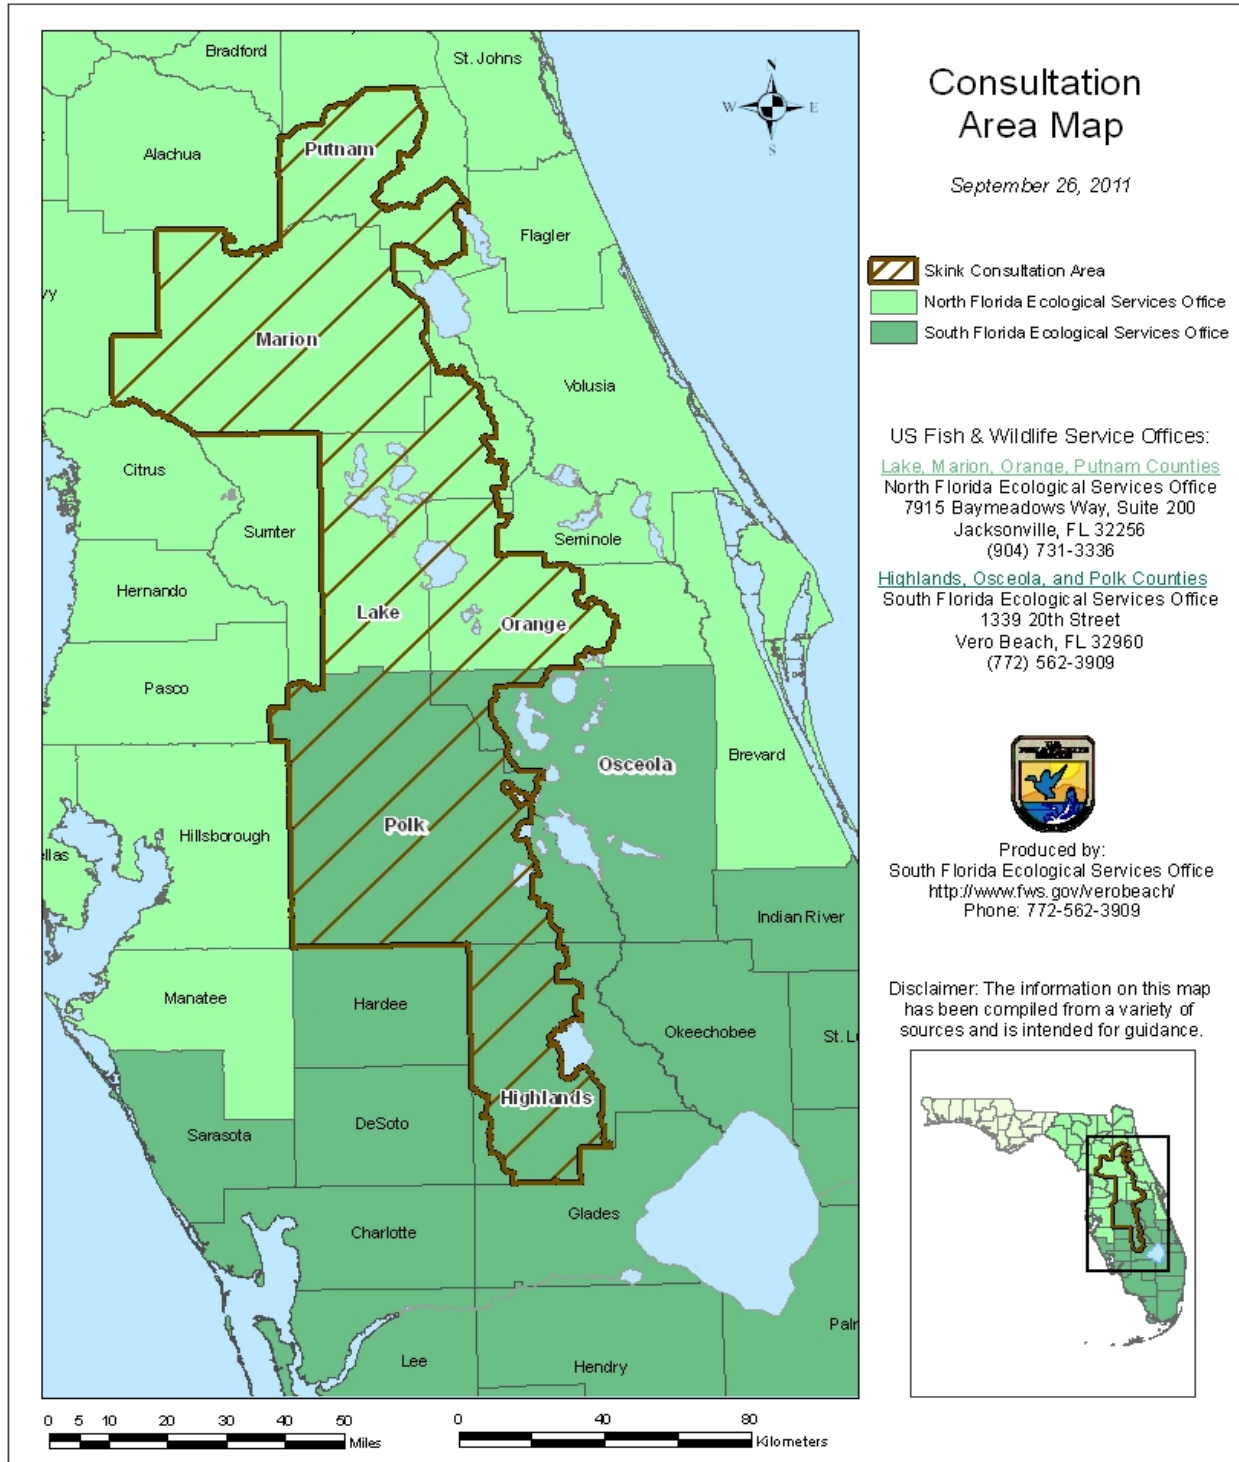 Consultation
Area Map
September 26, 2011
Skink Consultation Area
North Florida Ecological Services Office
South Florida Ecological Services Office
US Fish & Wildlife Service Offices:
Lake, Marion, Orange, Putnam Counties
North Florida Ecological Services Office
7915 Baymeadows Way, Suite 200
Jacksonville, FL 32256
(904) 731-3336
Highlands, Osceola, and Polk Counties
South Florida Ecological Services Office
1339 20th Street
Vero Beach, FL 32960
(772) 562-3909
Produced by:
South Florida Ecological Services Office
http://www.fws.gov/verobeach/
Phone: 772-562-3909
Disclaimer: The information on this map
has been compiled from a variety of
sources and is intended for guidance.
N
W E
S
Bradford
St. Johns
Alachua
Putnam
Flagler
vy
Marion
Volusia
Citrus
Sumter
Seminole
Hernando
Lake
Orange
Pasco
Brevard
Osceola
Polk
Hillsborough
llas
Indian River
Manatee
Hardee
Okeechobee
St. L
Highlands
DeSoto
Sarasota
Glades
Charlotte
Palr
Lee
Hendry
0 5 10 20 30 40 50
Miles
0 40 80
Kilometers